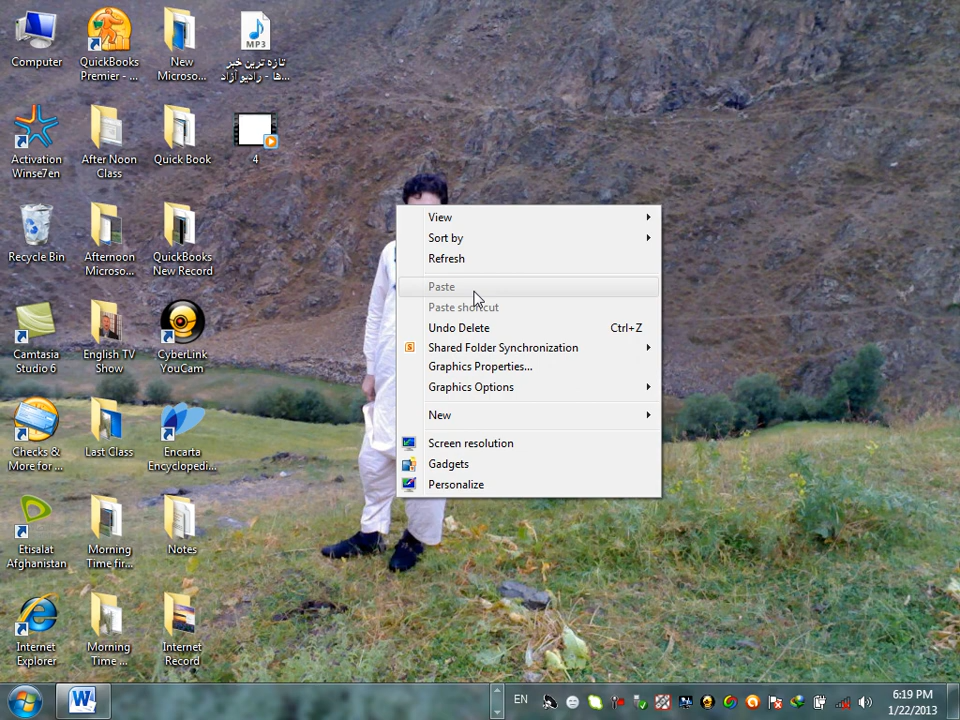 Computer
QuickBooks
Premier - ...
New
Microso...
تازه ترین خبر
ها - رادیو آزاد...
MP3
Activation
Winse7en
After Noon
Class
Quick Book
4
Recycle Bin
Afternoon
Microso...
QuickBooks
New Record
Camtasia
Studio 6
English TV
Show
CyberLink
YouCam
Checks &
More for ...
Last Class
Encarta
Encyclopedi...
Etisalat
Afghanistan
Morning
Time fir...
Notes
Internet
Explorer
Morning
Time ...
Internet
Record
View
Sort by
Refresh
Paste
Paste shortcut
Undo Delete Ctrl+Z
Shared Folder Synchronization
Graphics Properties...
Graphics Options
New
Screen resolution
Gadgets
Personalize
W
EN
6:19 PM
1/22/2013